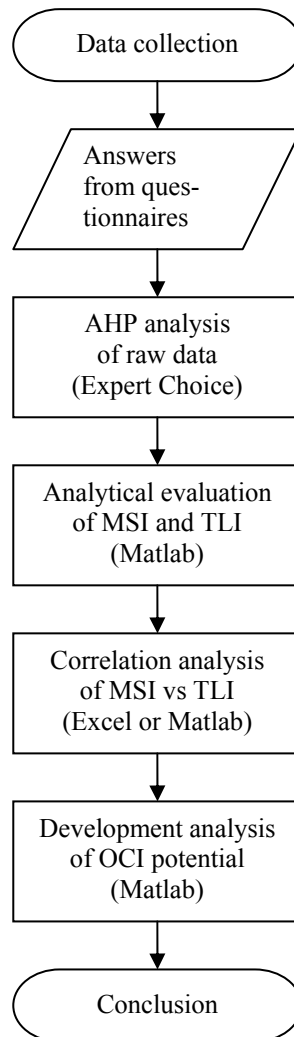 Data collection
Answers
from ques-
tionnaires
AHP analysis
of raw data
(Expert Choice)
Analytical evaluation
of MSI and TLI
(Matlab)
Correlation analysis
of MSI vs TLI
(Excel or Matlab)
Development analysis
of OCI potential
(Matlab)
Conclusion